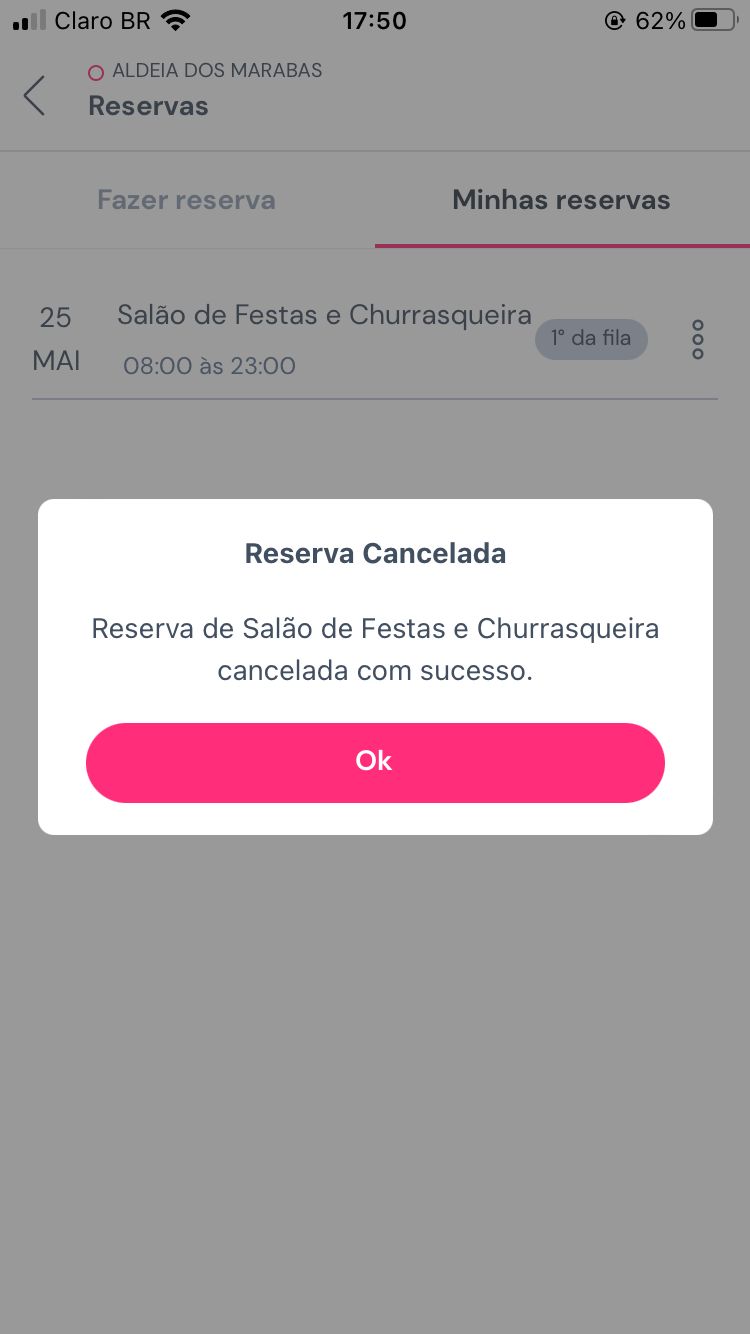 Claro BR 17:50 62%
ALDEIA DOS MARABAS
Reservas
Fazer reserva Minhas reservas
25 MAI
Salão de Festas e Churrasqueira
08:00 às 23:00
1° da fila
Reserva Cancelada
Reserva de Salão de Festas e Churrasqueira
cancelada com sucesso.
Ok